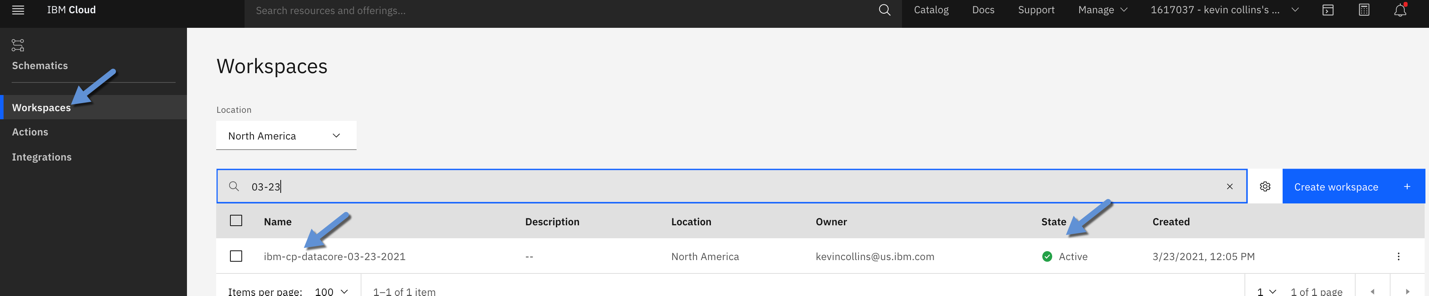 IBM Cloud
Search resources and offerings...
Catalog Docs Support Manage 1617037 - kevin collins's ...
Schematics
Workspaces
Actions
Integrations
Workspaces
Location
North America
03-23
Create workspace +
Name Description Location Owner State Created
ibm-cp-datacore-03-23-2021 -- North America kevincollins@us.ibm.com Active 3/23/2021, 12:05 PM
Items per page: 100 1–1 of 1 item 1 1 of 1 page